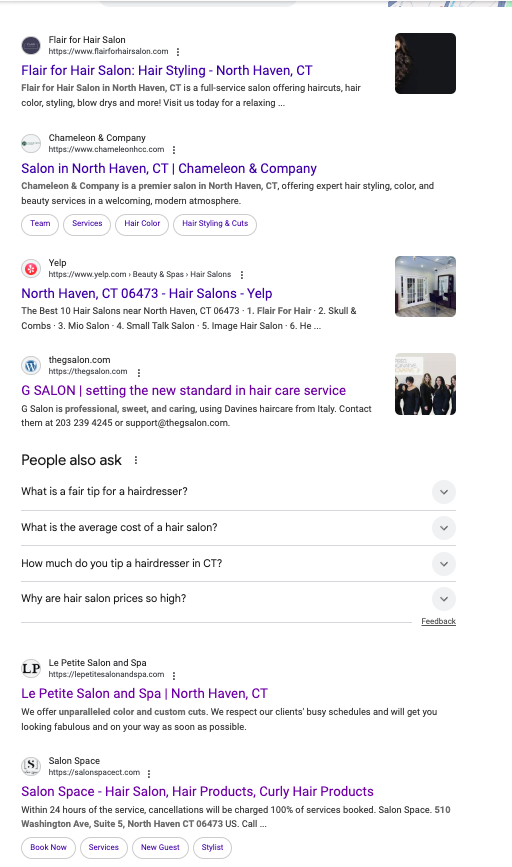 Flair for Hair Salon
https://www.flairforhairsalon.com
Flair for Hair Salon: Hair Styling - North Haven, CT
Flair for Hair Salon in North Haven, CT is a full-service salon offering haircuts, hair
color, styling, blow drys and more! Visit us today for a relaxing ...
Chameleon & Company
https://www.chameleonhcc.com
Salon in North Haven, CT | Chameleon & Company
Chameleon & Company is a premier salon in North Haven, CT, offering expert hair styling, color, and
beauty services in a welcoming, modern atmosphere.
Team
Services
Hair Color
Hair Styling & Cuts
Yelp
https://www.yelp.com › Beauty & Spas › Hair Salons
North Haven, CT 06473 - Hair Salons - Yelp
The Best 10 Hair Salons near North Haven, CT 06473 · 1. Flair For Hair · 2. Skull &
Combs · 3. Mio Salon · 4. Small Talk Salon · 5. Image Hair Salon · 6. He ...
thegsalon.com
https://thegsalon.com
G SALON | setting the new standard in hair care service
G Salon is professional, sweet, and caring, using Davines haircare from Italy. Contact
them at 203 239 4245 or support@thegsalon.com.
People also ask
What is a fair tip for a hairdresser?
What is the average cost of a hair salon?
How much do you tip a hairdresser in CT?
Why are hair salon prices so high?
Feedback
LP
Le Petite Salon and Spa
https://lepetitesalonandspa.com
Le Petite Salon and Spa | North Haven, CT
We offer unparalleled color and custom cuts. We respect our clients' busy schedules and will get you
looking fabulous and on your way as soon as possible.
[S]
Salon Space
https://salonspacect.com
Salon Space - Hair Salon, Hair Products, Curly Hair Products
Within 24 hours of the service, cancellations will be charged 100% of services booked. Salon Space. 510
Washington Ave, Suite 5, North Haven CT 06473 US. Call ...
Book Now
Services
New Guest
Stylist